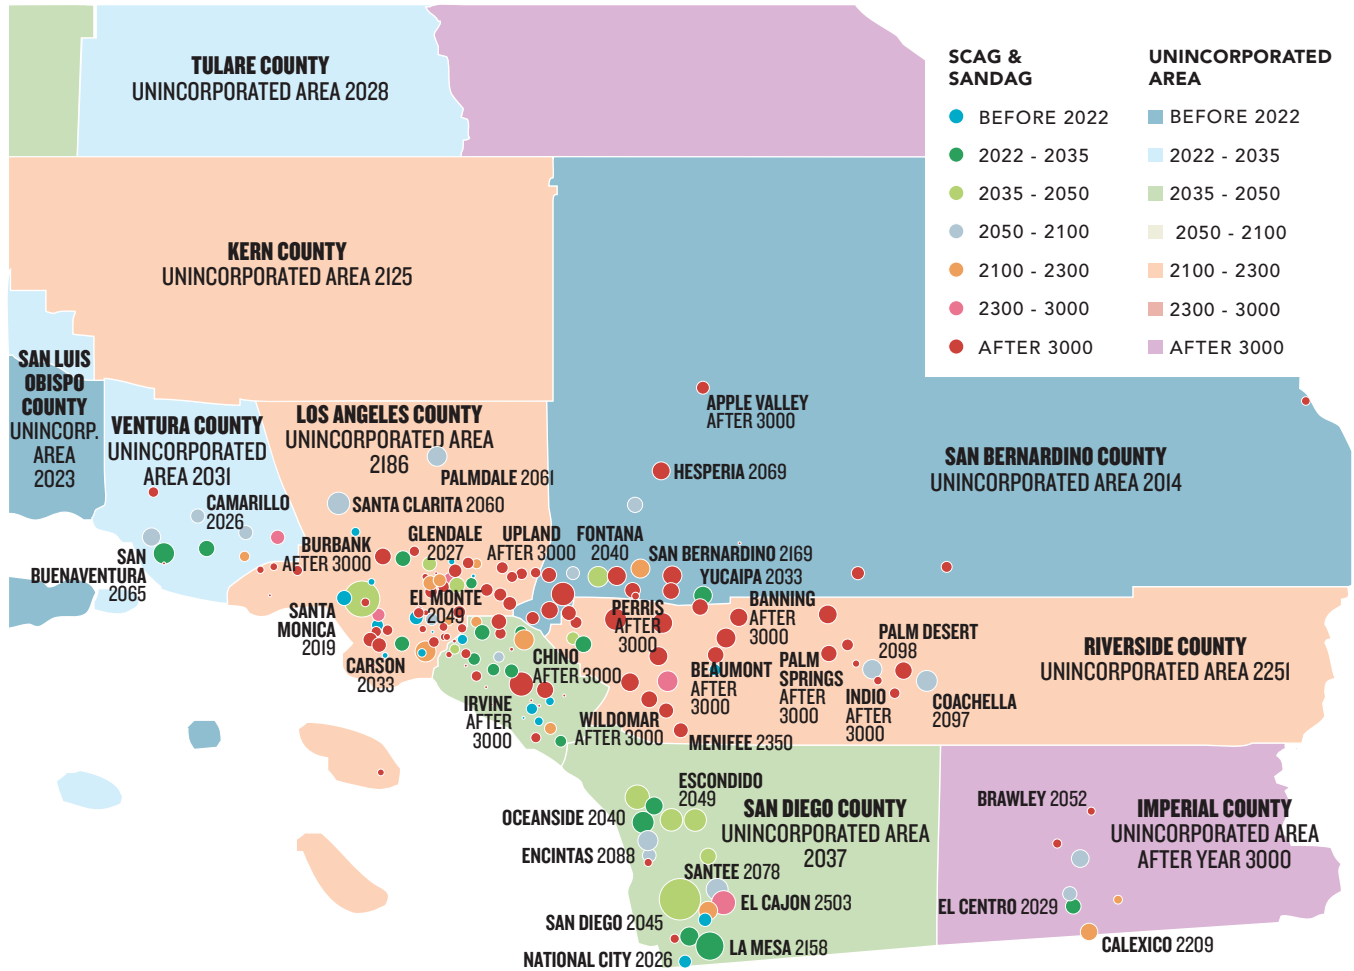 SCAG &
SANDAG
BEFORE 2022
2022 - 2035
2035 - 2050
2050 - 2100
2100 - 2300
2300 - 3000
AFTER 3000
UNINCORPORATED
AREA
BEFORE 2022
2022 - 2035
2035 - 2050
2050 - 2100
2100 - 2300
2300 - 3000
AFTER 3000
TULARE COUNTY
UNINCORPORATED AREA 2028
KERN COUNTY
UNINCORPORATED AREA 2125
SAN LUIS
OBISPO
COUNTY
UNINCORP.
AREA
2023
VENTURA COUNTY
UNINCORPORATED
AREA 2031
CAMARILLO
2026
SAN
BUENAVENTURA
2065
LOS ANGELES COUNTY
UNINCORPORATED AREA
2186
PALMDALE 2061
SANTA CLARITA 2060
BURBANK
AFTER 3000
GLENDALE
2027
UPLAND
AFTER 3000
FONTANA
2040
SAN BERNARDINO 2169
YUCAIPA 2033
APPLE VALLEY
AFTER 3000
HESPERIA 2069
SAN BERNARDINO COUNTY
UNINCORPORATED AREA 2014
SANTA
MONICA
2019
EL MONTE
2049
CARSON
2033
CHINO
AFTER 3000
IRVINE
AFTER
3000
PERRIS
AFTER
3000
BANNING
AFTER
3000
BEAUMONT
AFTER
3000
WILDOMAR
AFTER 3000
MENIFEE 2350
PALM
SPRINGS
AFTER
3000
PALM DESERT
2098
INDIO
AFTER
3000
COACHELLA
2097
RIVERSIDE COUNTY
UNINCORPORATED AREA 2251
ESCONDIDO
2049
OCEANSIDE 2040
ENCINTAS 2088
SAN DIEGO COUNTY
UNINCORPORATED AREA
2037
SANTEE 2078
EL CAJON 2503
SAN DIEGO 2045
LA MESA 2158
NATIONAL CITY 2026
BRAWLEY 2052
IMPERIAL COUNTY
UNINCORPORATED AREA
AFTER YEAR 3000
EL CENTRO 2029
CALEXICO 2209